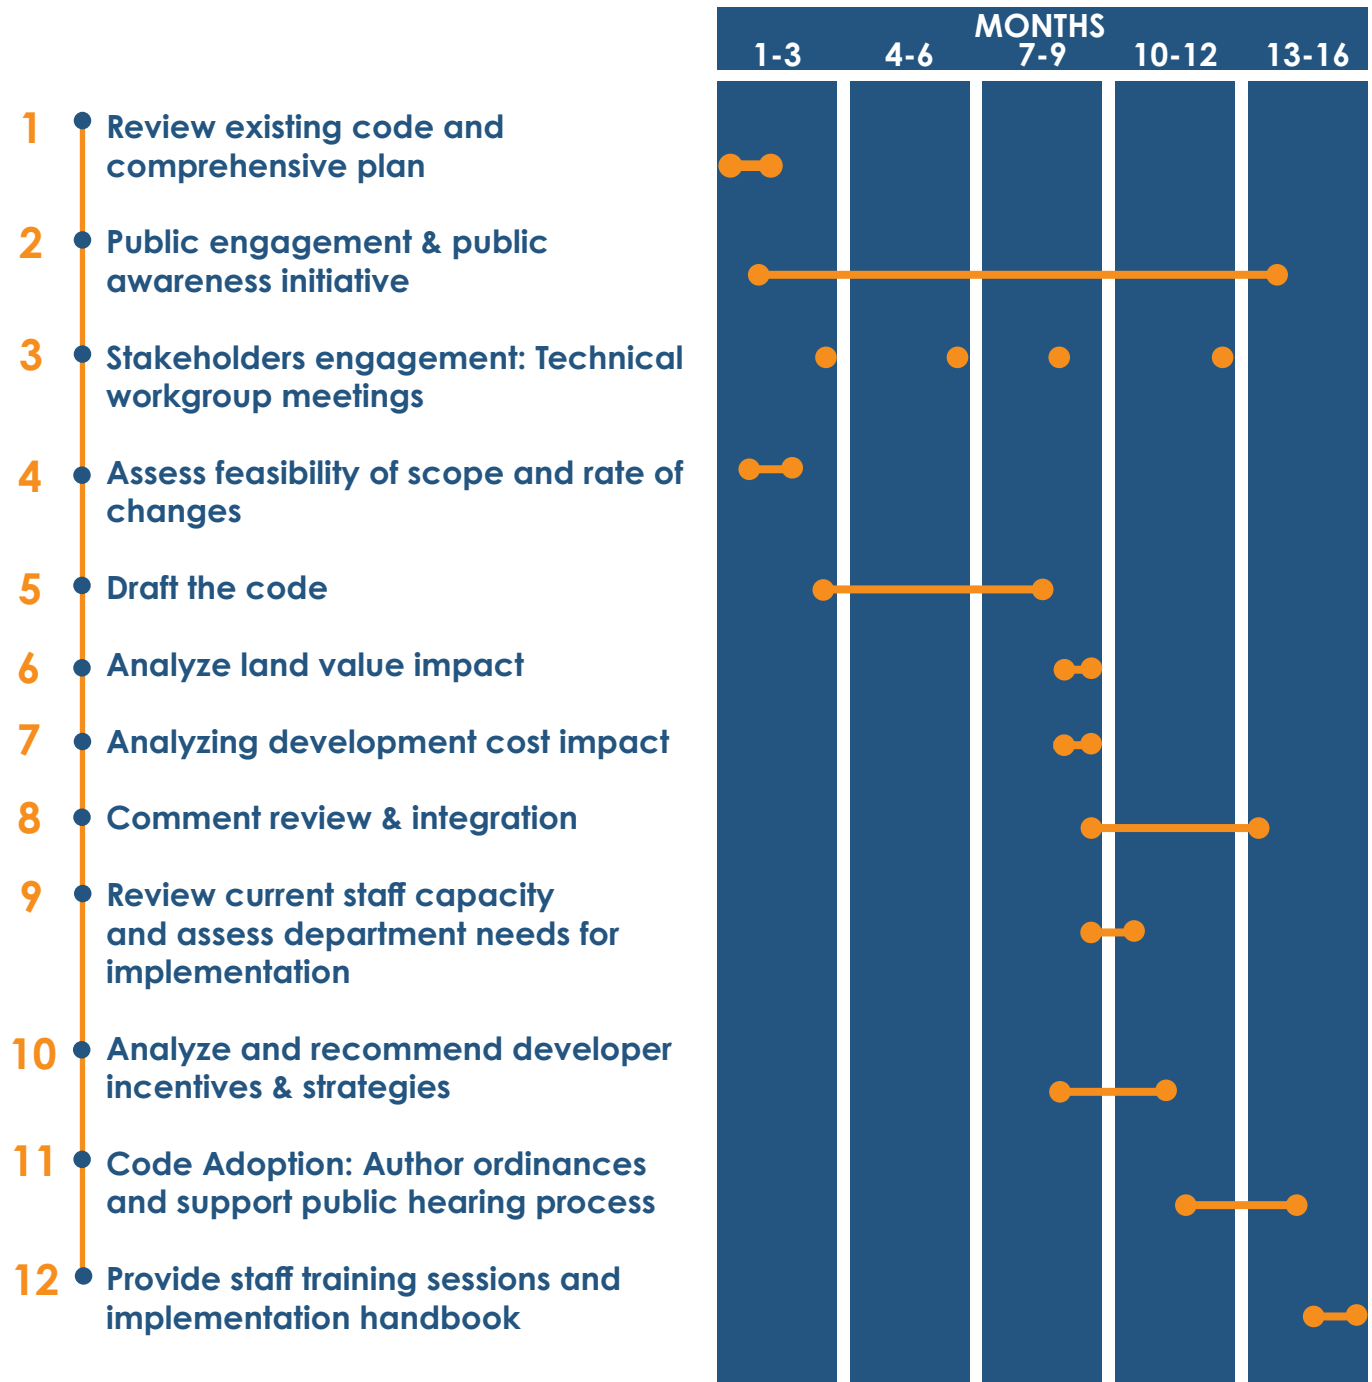 MONTHS
1-3 4-6 7-9 10-12 13-16
1 Review existing code and
comprehensive plan
2 Public engagement & public
awareness initiative
3 Stakeholders engagement: Technical
workgroup meetings
4 Assess feasibility of scope and rate of
changes
5 Draft the code
6 Analyze land value impact
7 Analyzing development cost impact
8 Comment review & integration
9 Review current staff capacity
and assess department needs for
implementation
10 Analyze and recommend developer
incentives & strategies
11 Code Adoption: Author ordinances
and support public hearing process
12 Provide staff training sessions and
implementation handbook